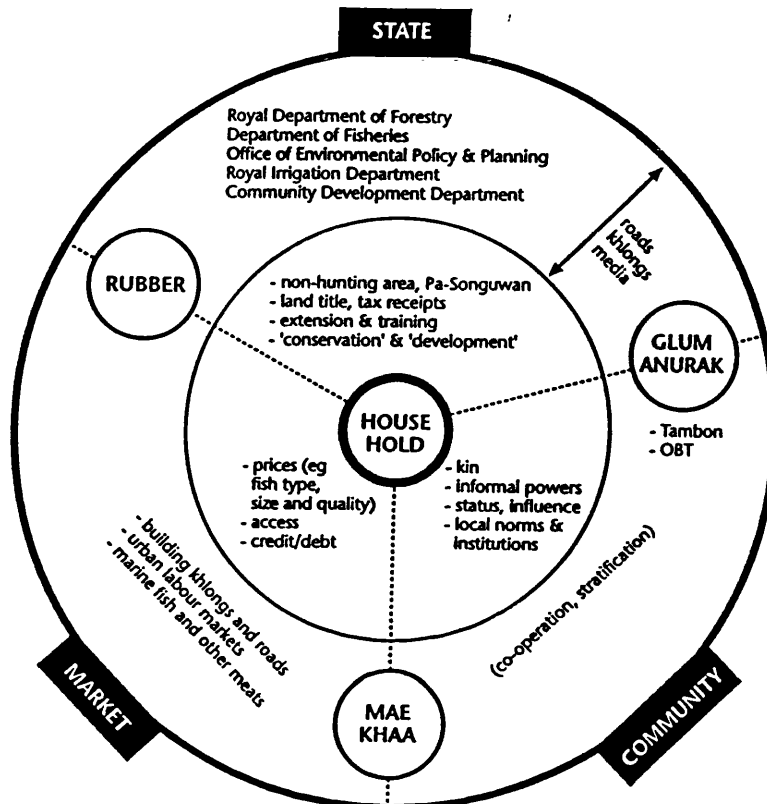 STATE
Royal Department of Forestry
Department of Fisheries
Office of Environmental Policy & Planning
Royal Irrigation Department
Community Development Department
roads
khlongs
media
RUBBER
- non-hunting area, Pa-Songuwan
- land title, tax receipts
- extension & training
- 'conservation' & 'development'
GLUM
ANURAK
- Tambon
- OBT
HOUSE
HOLD
- prices (eg
fish type,
size and quality)
- access
- credit/debt
- kin
- informal powers
- status, influence
- local norms &
institutions
- building khlongs and roads
- urban labour markets
- marine fish and other meats
(co-operation, stratification)
MARKET
MAE
KHAA
COMMUNITY